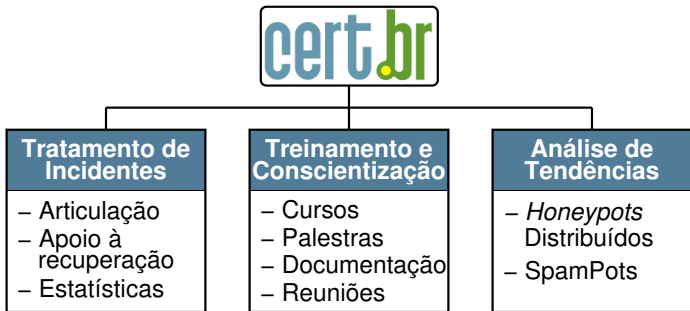 cert.br
Tratamento de
Incidentes
– Articulação
– Apoio à
recuperação
– Estatísticas
Treinamento e
Conscientização
– Cursos
– Palestras
– Documentação
– Reuniões
Análise de
Tendências
– Honeypots
Distribuídos
– SpamPots